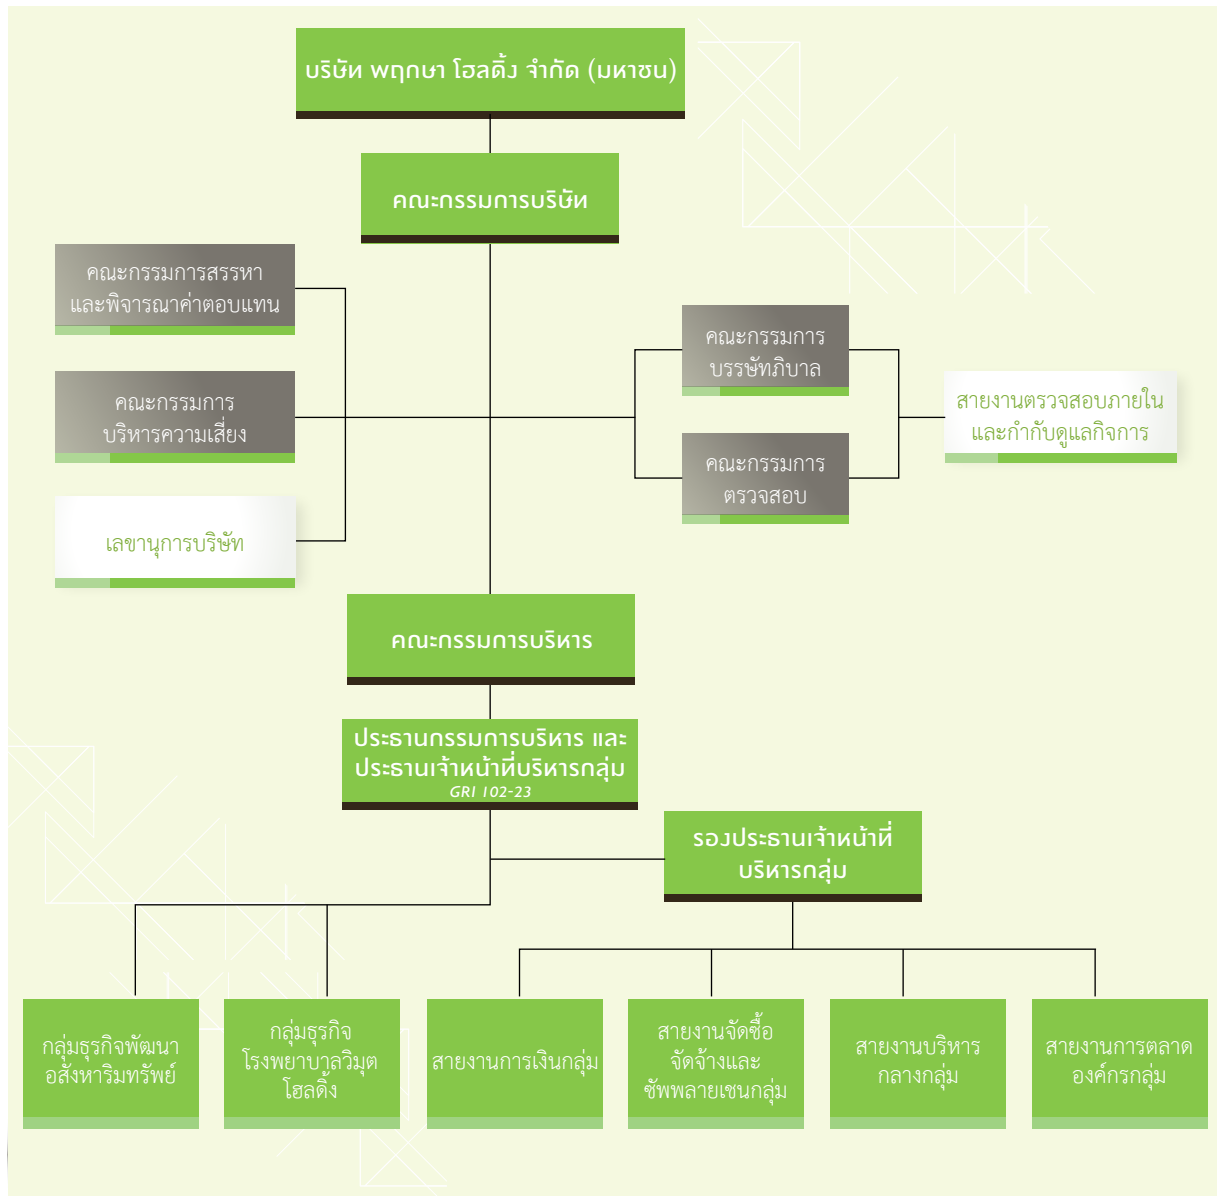 บริษัท พฤกษา โฮลดิ้ง จำกัด (มหาชน)
คณะกรรมการบริษัท
คณะกรรมการสรรหา
และพิจารณาค่าตอบแทน
คณะกรรมการ
บริหารความเสี่ยง
เลขานุการบริษัท
คณะกรรมการ
บรรษัทภิบาล
คณะกรรมการ
ตรวจสอบ
สายงานตรวจสอบภายใน
และกำกับดูแลกิจการ
คณะกรรมการบริหาร
ประธานกรรมการบริหาร และ
ประธานเจ้าหน้าที่บริหารกลุ่ม
GRI 102-23
รองประธานเจ้าหน้าที่
บริหารกลุ่ม
กลุ่มธุรกิจพัฒนา
อสังหาริมทรัพย์
กลุ่มธุรกิจ
โรงพยาบาลวิมุต
โฮลดิ้ง
สายงานการเงินกลุ่ม
สายงานจัดซื้อ
จัดจ้างและ
ซัพพลายเชนกลุ่ม
สายงานบริหาร
กลางกลุ่ม
สายงานการตลาด
องค์กรกลุ่ม